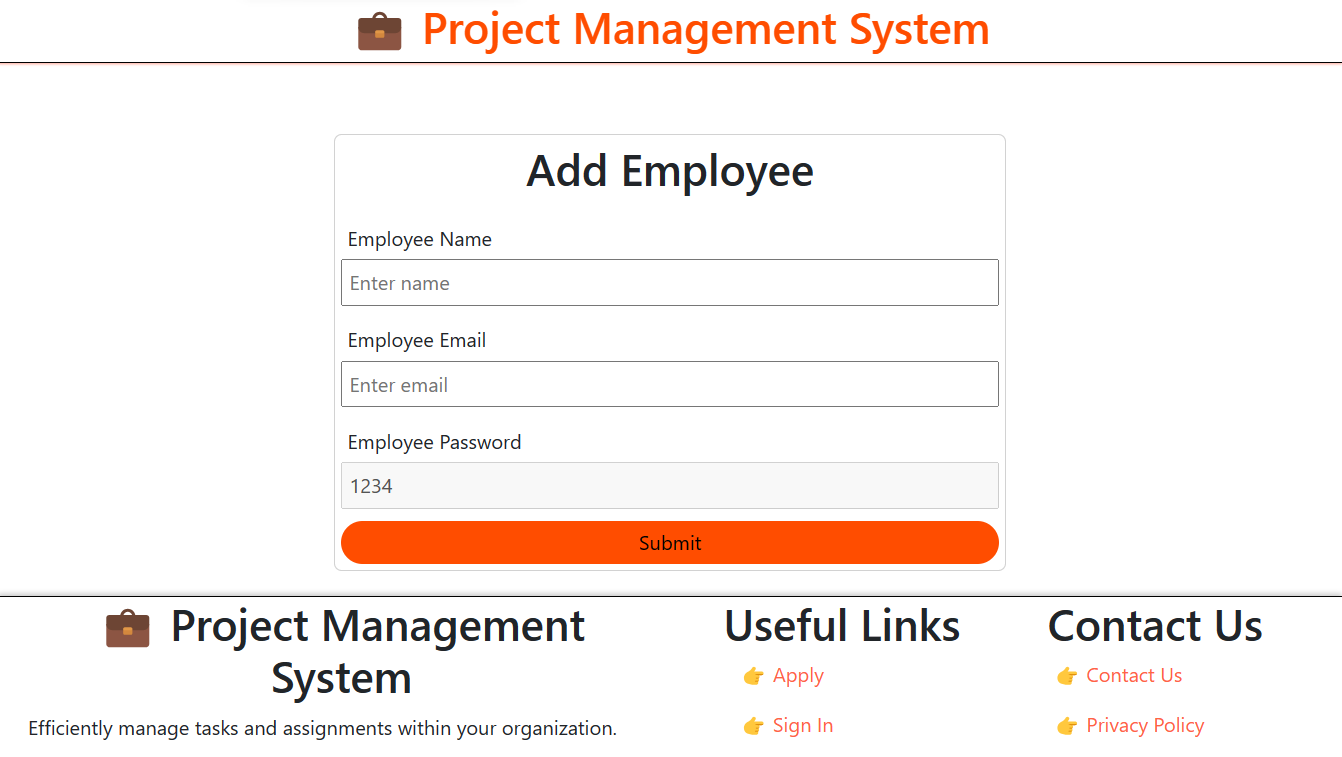 Project Management System
Add Employee
Employee Name
Enter name
Employee Email
Enter email
Employee Password
1234
Submit
Project Management
System
Efficiently manage tasks and assignments within your organization.
Useful Links
Apply
Sign In
Contact Us
Contact Us
Privacy Policy